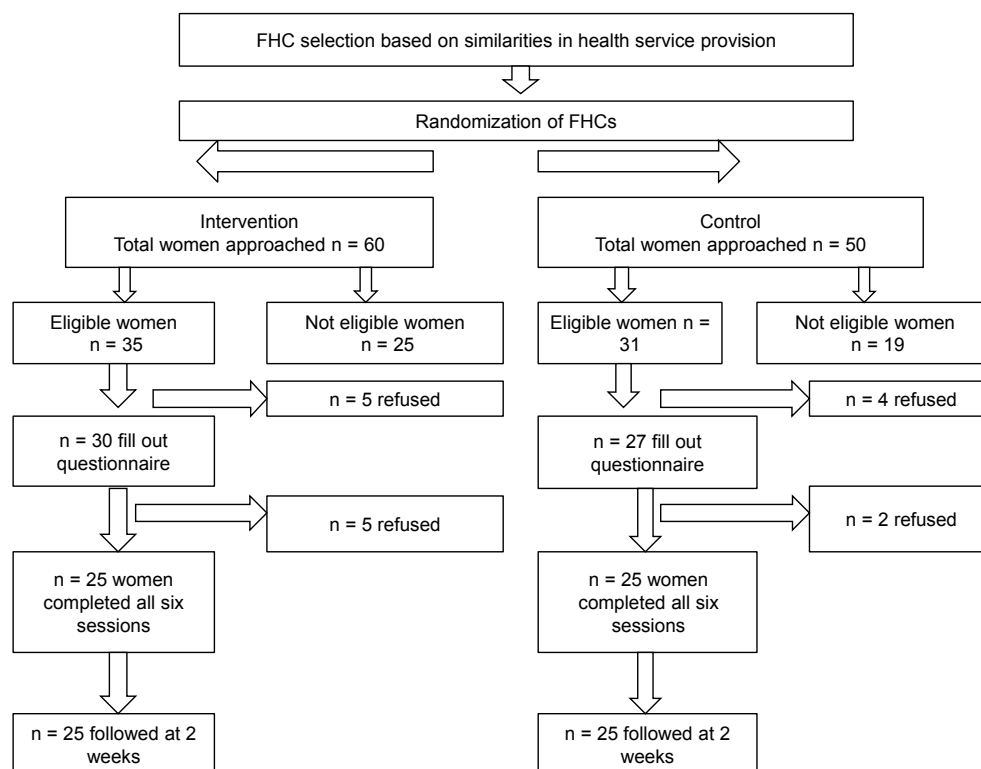 FHC selection based on similarities in health service provision
Randomization of FHCs
Intervention
Total women approached n = 60
Control
Total women approached n = 50
Eligible women
n = 35
Not eligible women
n = 25
Eligible women n =
31
Not eligible women
n = 19
n = 5 refused
n = 4 refused
n = 30 fill out
questionnaire
n = 27 fill out
questionnaire
n = 5 refused
n = 2 refused
n = 25 women
completed all six
sessions
n = 25 women
completed all six
sessions
n = 25 followed at 2
weeks
n = 25 followed at 2
weeks